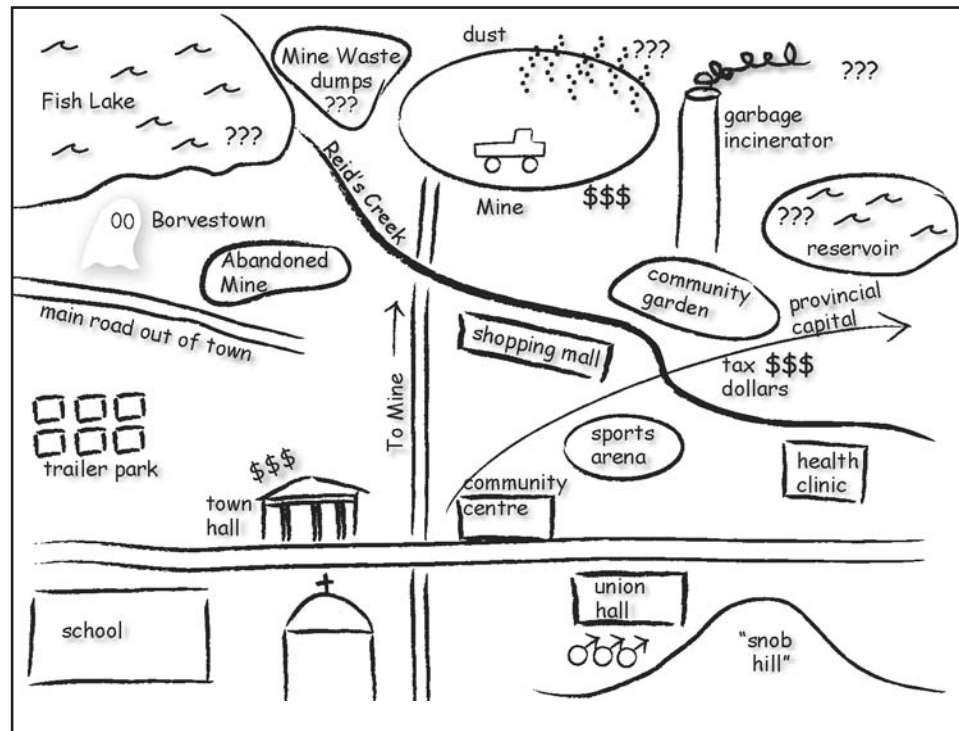 dust
Mine Waste
dumps
???
???
???
Fish Lake
???
garbage
incinerator
Reid's Creek
Mine
$$$
???
reservoir
Borvestown
Abandoned
Mine
community
garden
provincial
capital
main road out of town
shopping mall
To Mine
tax $$$
dollars
trailer park
sports
arena
health
clinic
$$$
town
hall
community
centre
school
union
hall
"snob
hill"